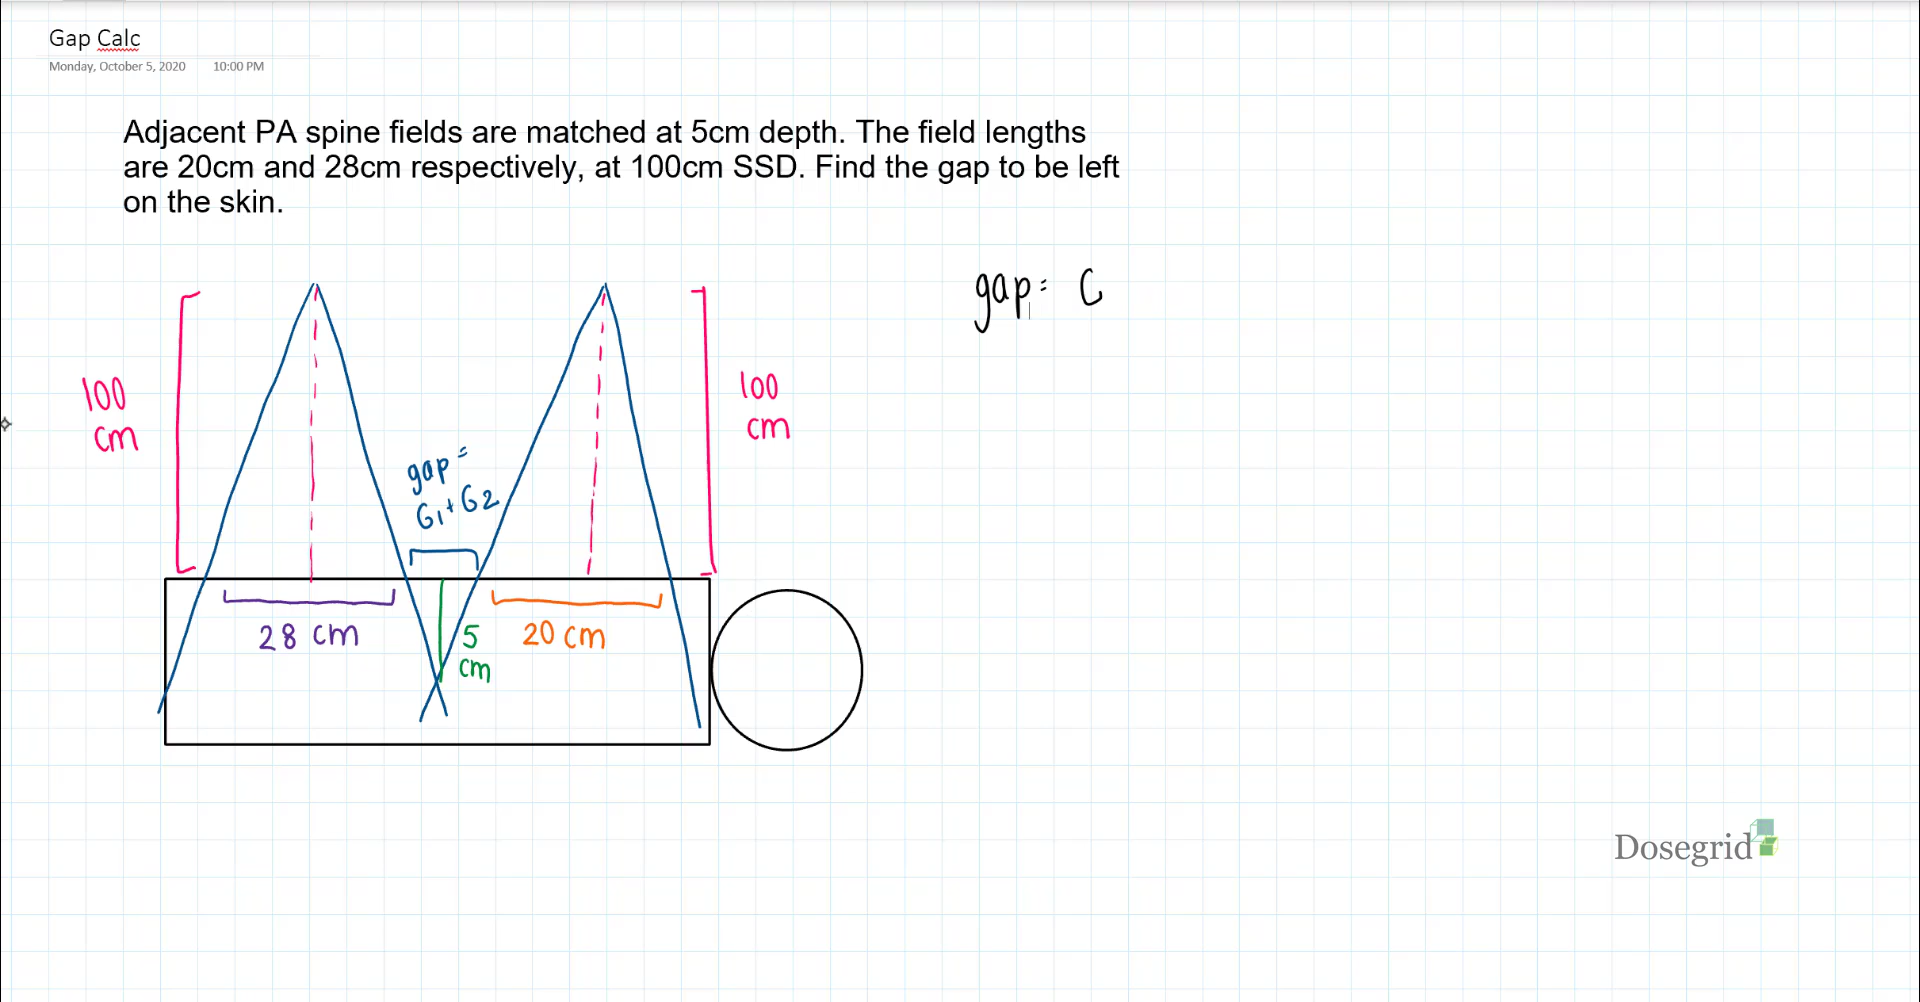 Gap Calc
Monday, October 5, 2020 10:00 PM
Adjacent PA spine fields are matched at 5cm depth. The field lengths
are 20cm and 28cm respectively, at 100cm SSD. Find the gap to be left
on the skin.
gap = G
100
cm
100
cm
gap =
G1 + G2
28 cm
5
cm
20 cm
Dosegrid